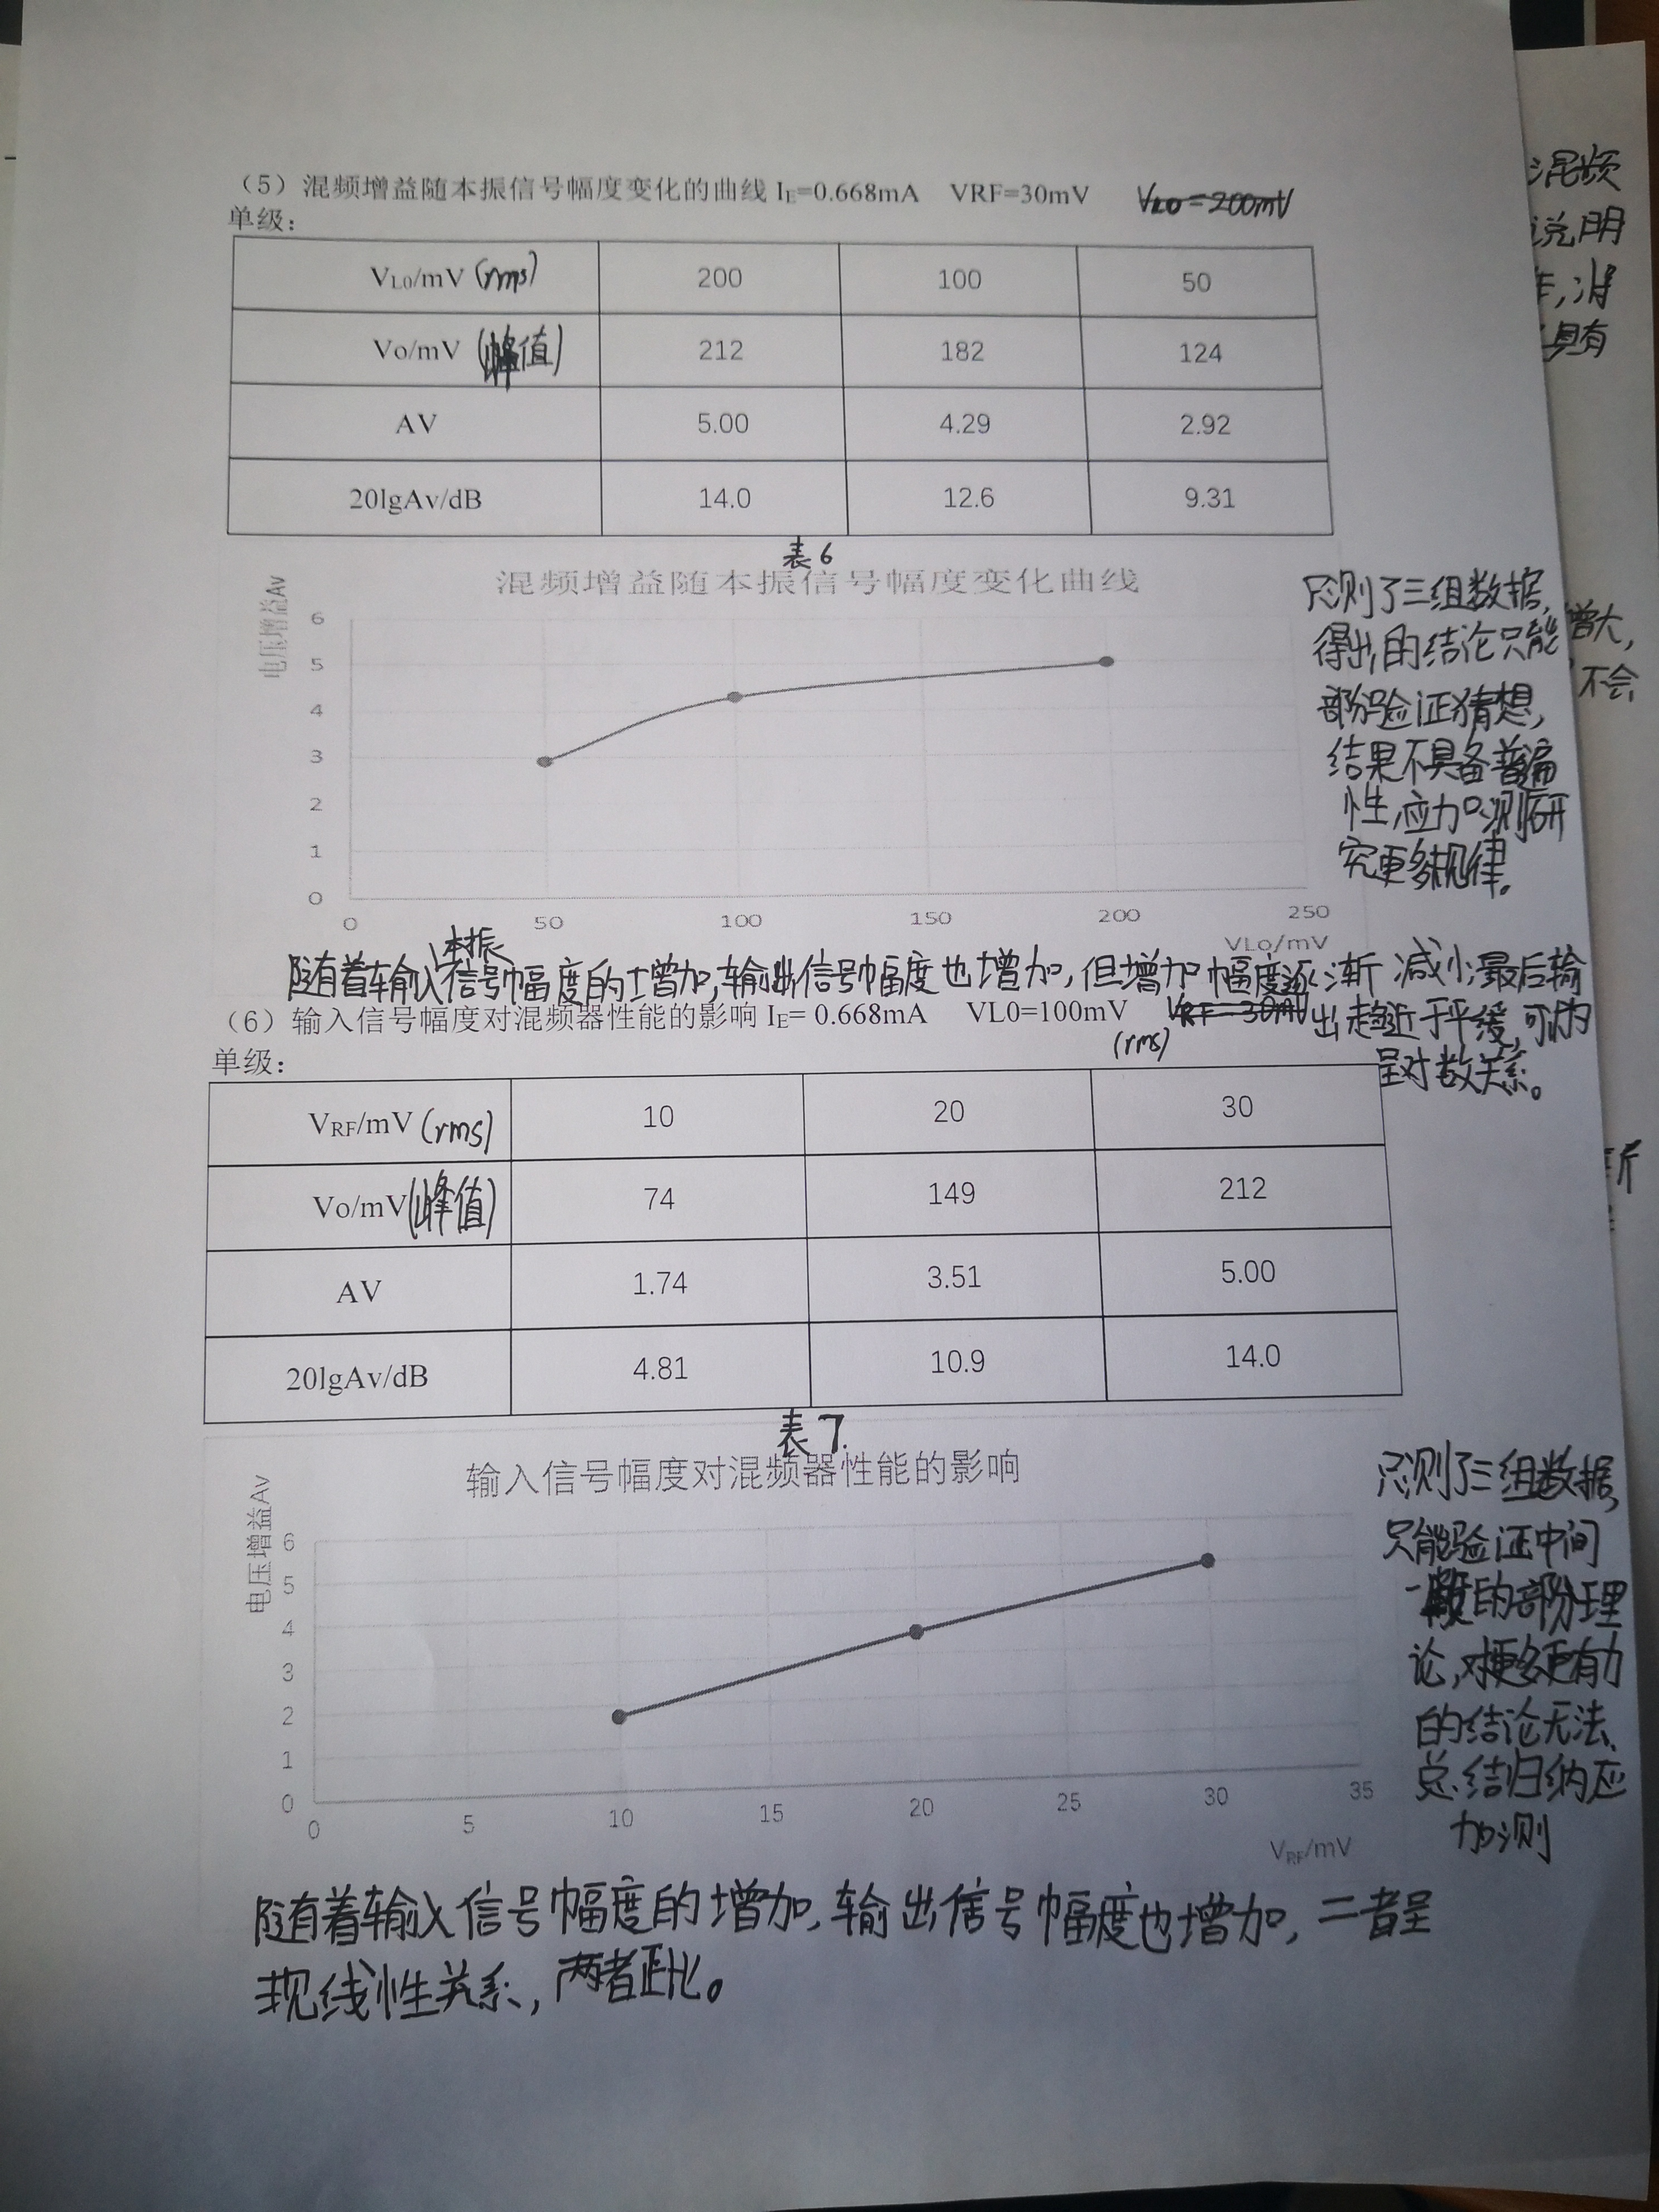 （5）混频增益随本振信号幅度变化的曲线 IE=0.668mA VRF=30mV VLO=200mV
单级：
VL0/mV (rms) 200 100 50
Vo/mV (峰值) 212 182 124
AV 5.00 4.29 2.92
20lgAv/dB 14.0 12.6 9.31
表6
混频增益随本振信号幅度变化曲线
电压增益Av
6
5
4
3
2
1
0
0 50 100 150 200 250
VLo/mV
只测了三组数据,
得出的结论只能
部分验证猜想,
结果不具备普遍
性,应加测研
究更多规律.
本振
随着输入信号幅度的增加,输出信号幅度也增加,但增加幅度逐渐减小,最后输
出趋近于平缓,可认为
呈对数关系。
（6）输入信号幅度对混频器性能的影响 IE= 0.668mA VL0=100mV VRF=30mV
(rms)
单级：
VRF/mV (rms) 10 20 30
Vo/mV(峰值) 74 149 212
AV 1.74 3.51 5.00
20lgAv/dB 4.81 10.9 14.0
表7.
输入信号幅度对混频器性能的影响
电压增益Av
6
5
4
3
2
1
0
0 5 10 15 20 25 30 35
VRF/mV
只测了三组数据,
只能验证中间
一段的部分理
论,对更多更有力
的结论无法
总结归纳应
加测
随着输入信号幅度的增加,输出信号幅度也增加,二者呈
现线性关系,两者正比。
混频
说明
具有
增大,
不会